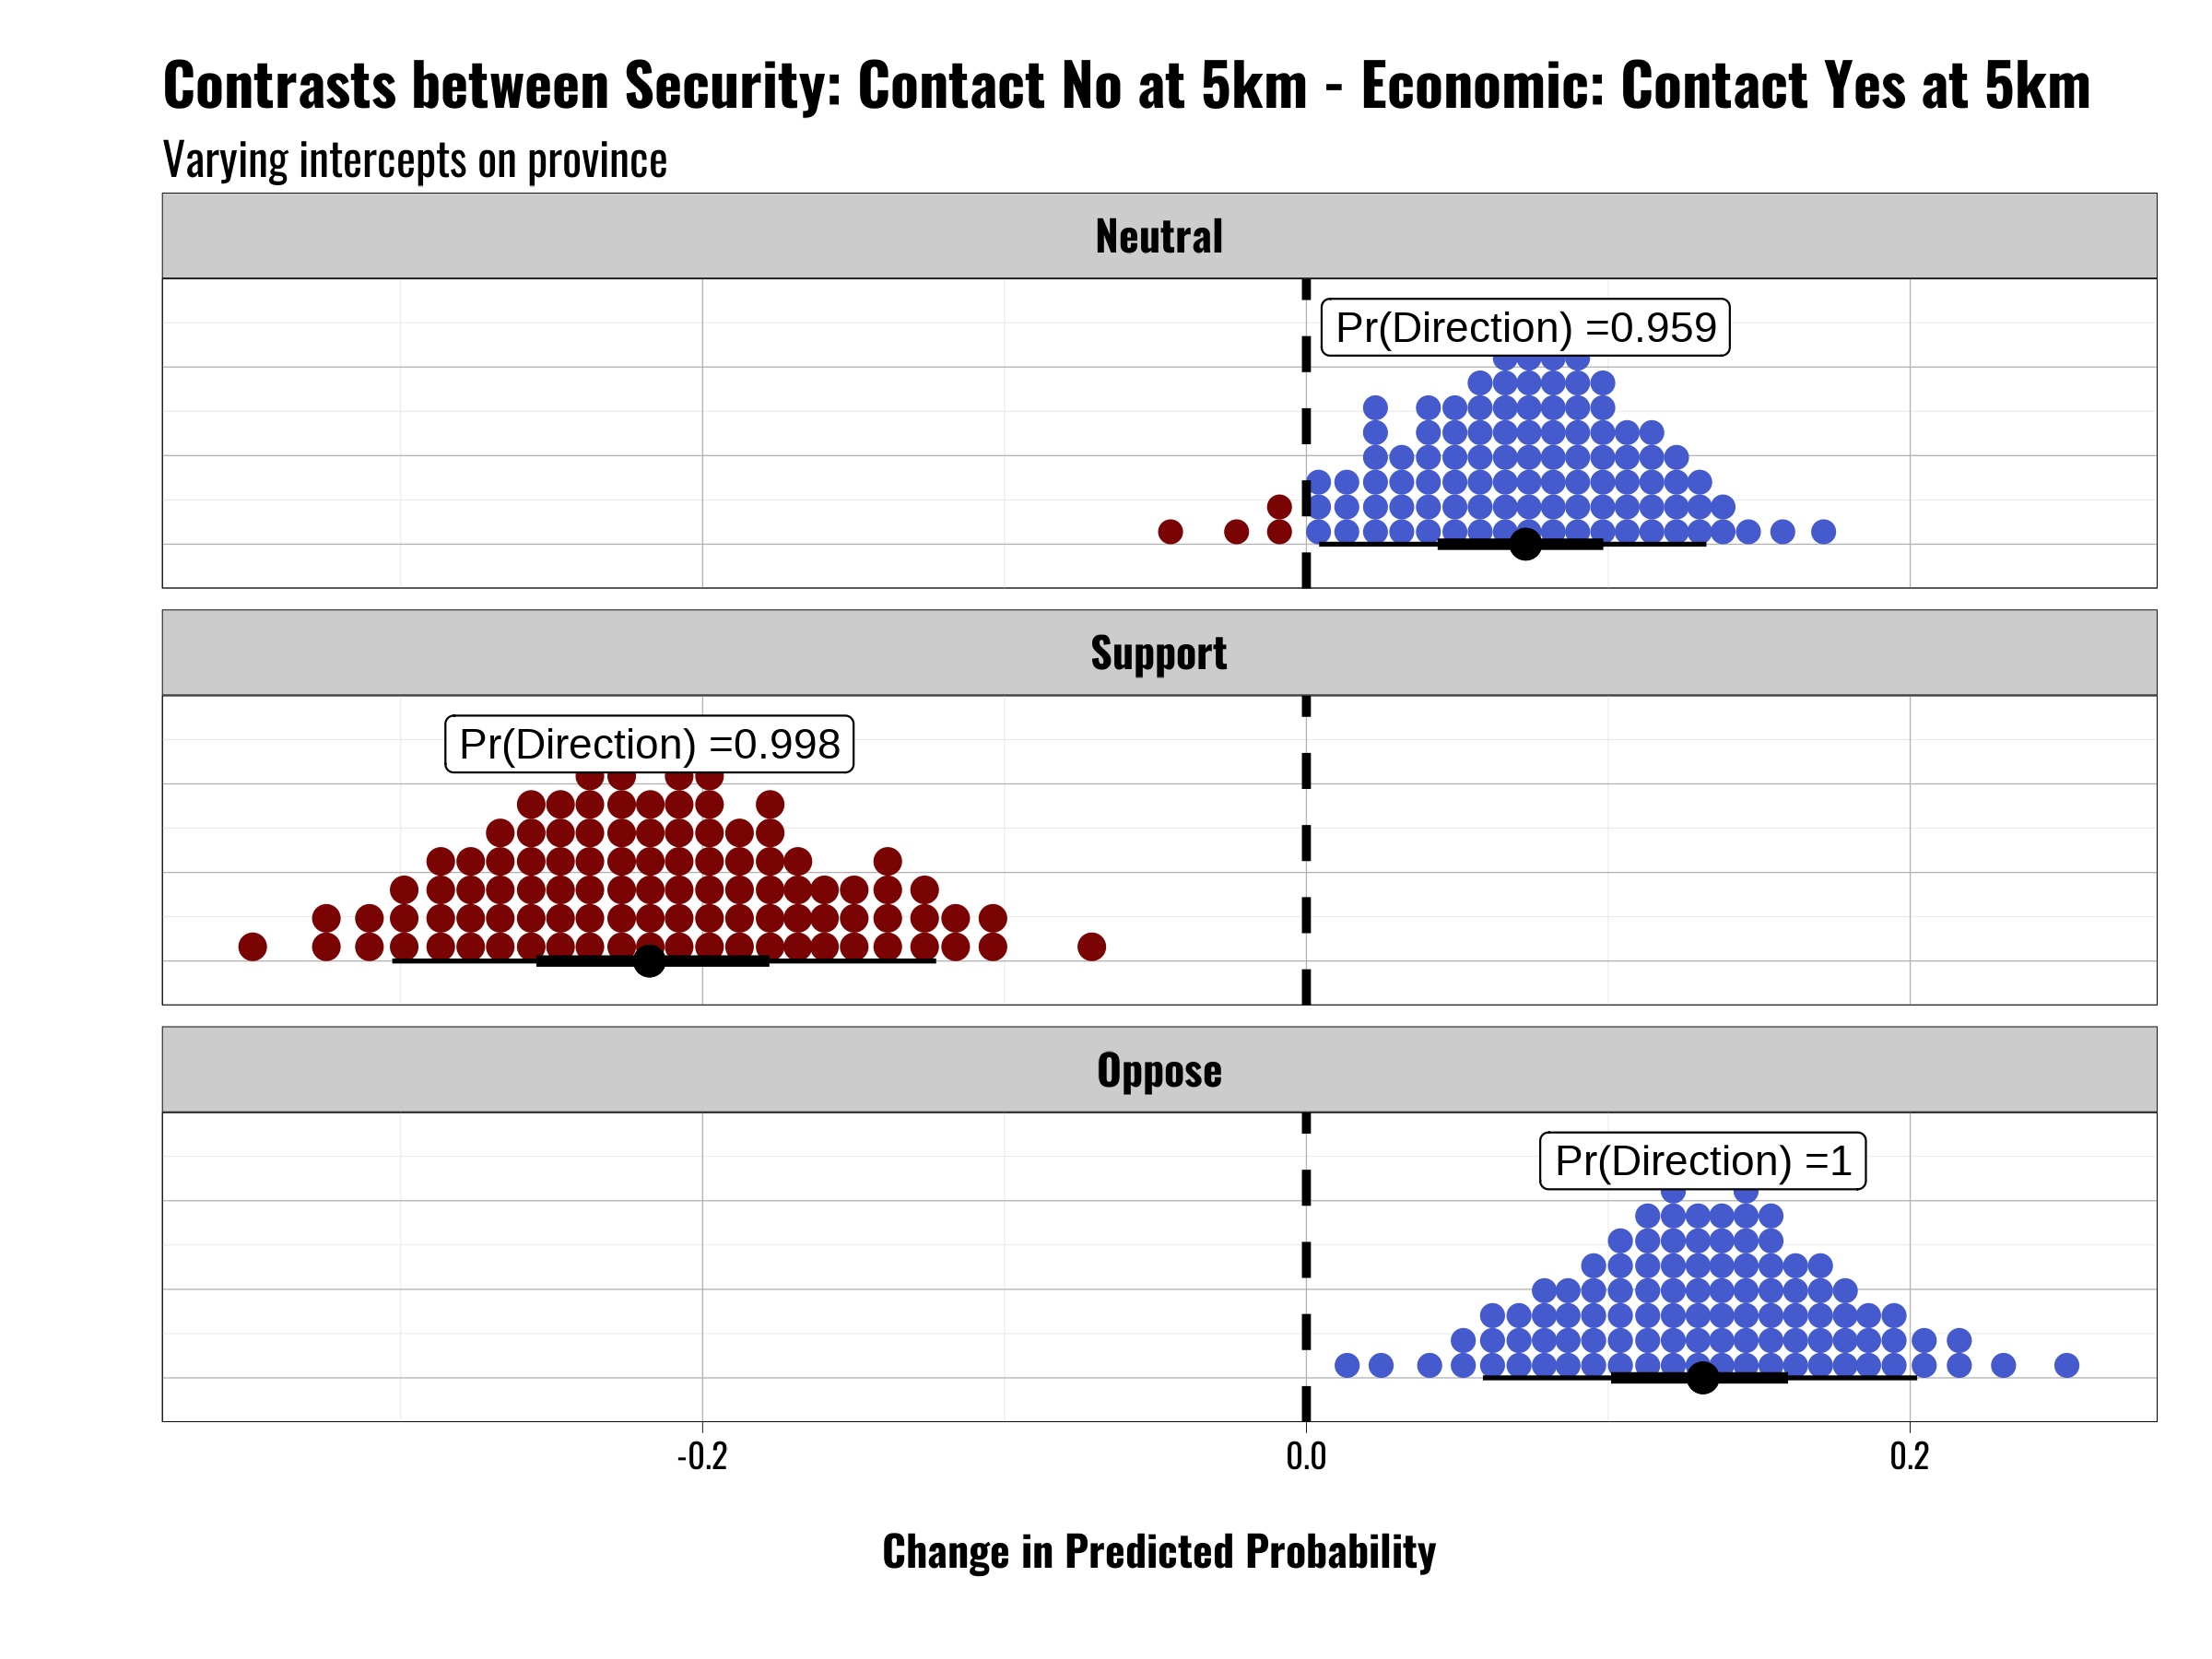 Contrasts between Security: Contact No at 5km - Economic: Contact Yes at 5km
Varying intercepts on province
Neutral
Pr(Direction) =0.959
Support
Pr(Direction) =0.998
Oppose
Pr(Direction) =1
-0.2 0.0 0.2
Change in Predicted Probability